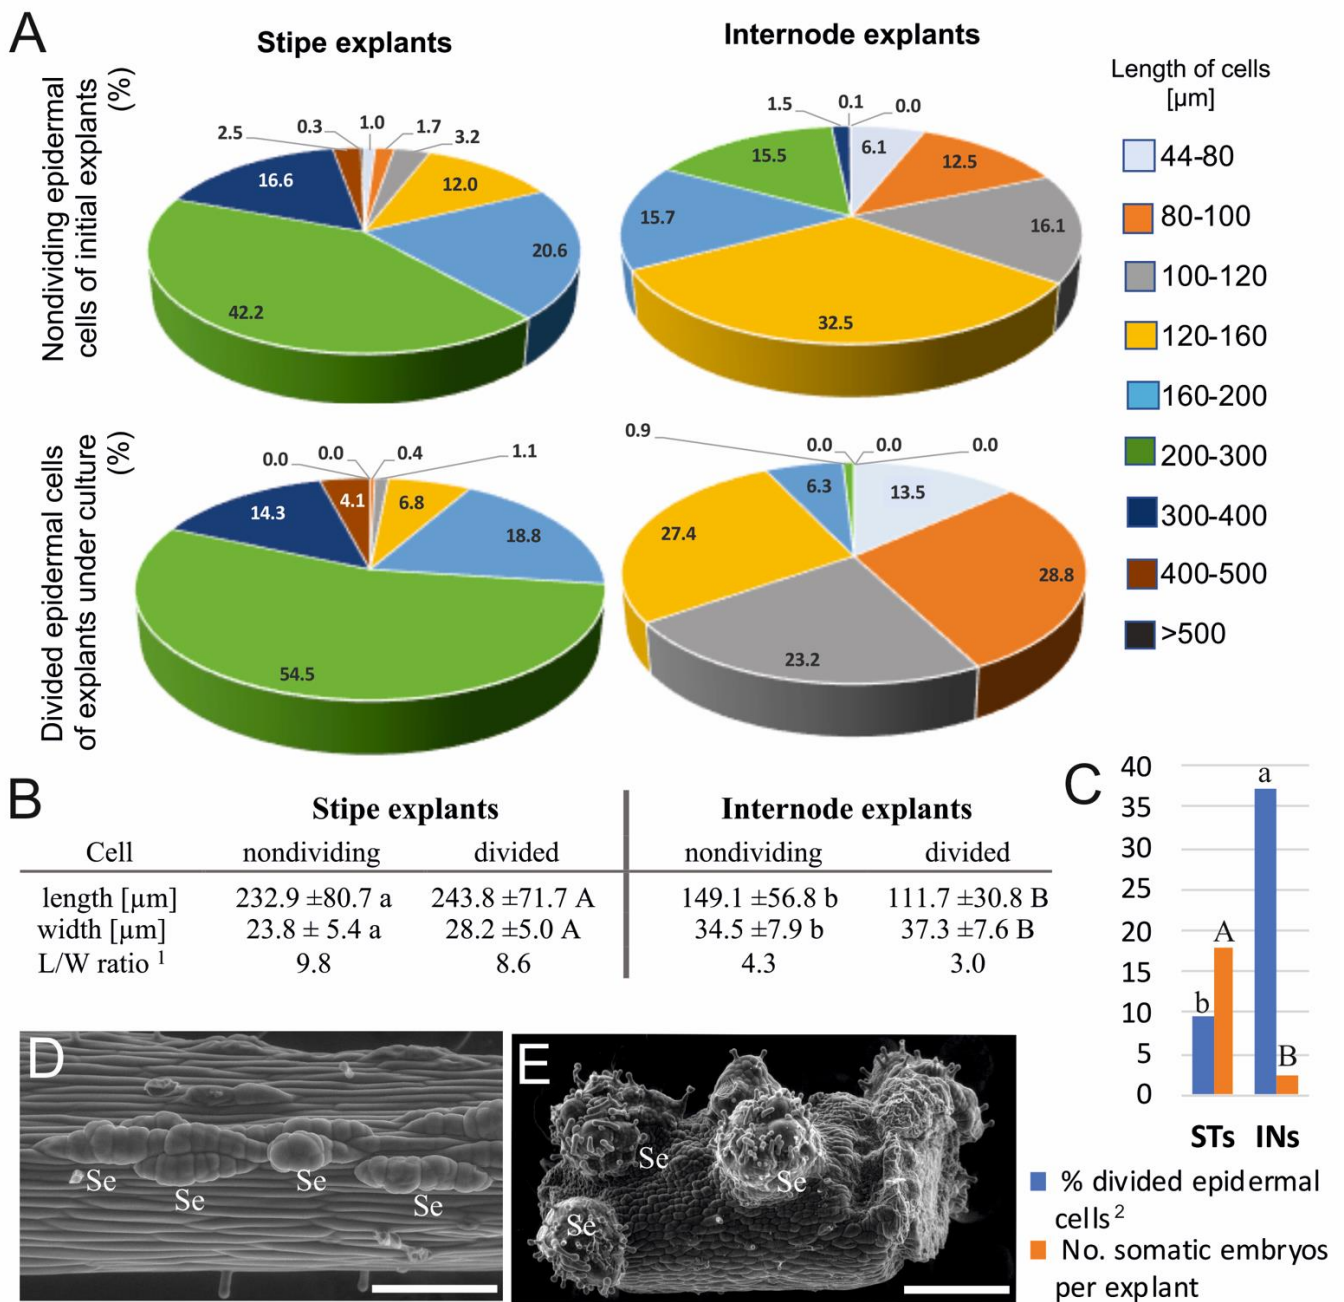 A
Stipe explants
Internode explants
Nondividing epidermal
cells of initial explants
(%)
2.5
0.3
1.0
1.7
3.2
16.6
12.0
20.6
42.2
1.5
0.1
0.0
15.5
6.1
12.5
15.7
16.1
32.5
Length of cells
[µm]
44-80
80-100
100-120
120-160
160-200
200-300
300-400
400-500
>500
Divided epidermal cells
of explants under culture
(%)
0.0
0.0
0.4
1.1
14.3
4.1
6.8
18.8
54.5
0.9
0.0
0.0
0.0
6.3
13.5
27.4
28.8
23.2
B
Stipe explants Internode explants
Cell nondividing divided nondividing divided
length [µm] 232.9 ±80.7 a 243.8 ±71.7 A 149.1 ±56.8 b 111.7 ±30.8 B
width [µm] 23.8 ± 5.4 a 28.2 ±5.0 A 34.5 ±7.9 b 37.3 ±7.6 B
L/W ratio 1 9.8 8.6 4.3 3.0
C
40
35
30
25
20
15
10
5
0
a
A
b
B
STs INs
% divided epidermal
cells 2
No. somatic embryos
per explant
D
Se
Se
Se
Se
E
Se
Se
Se